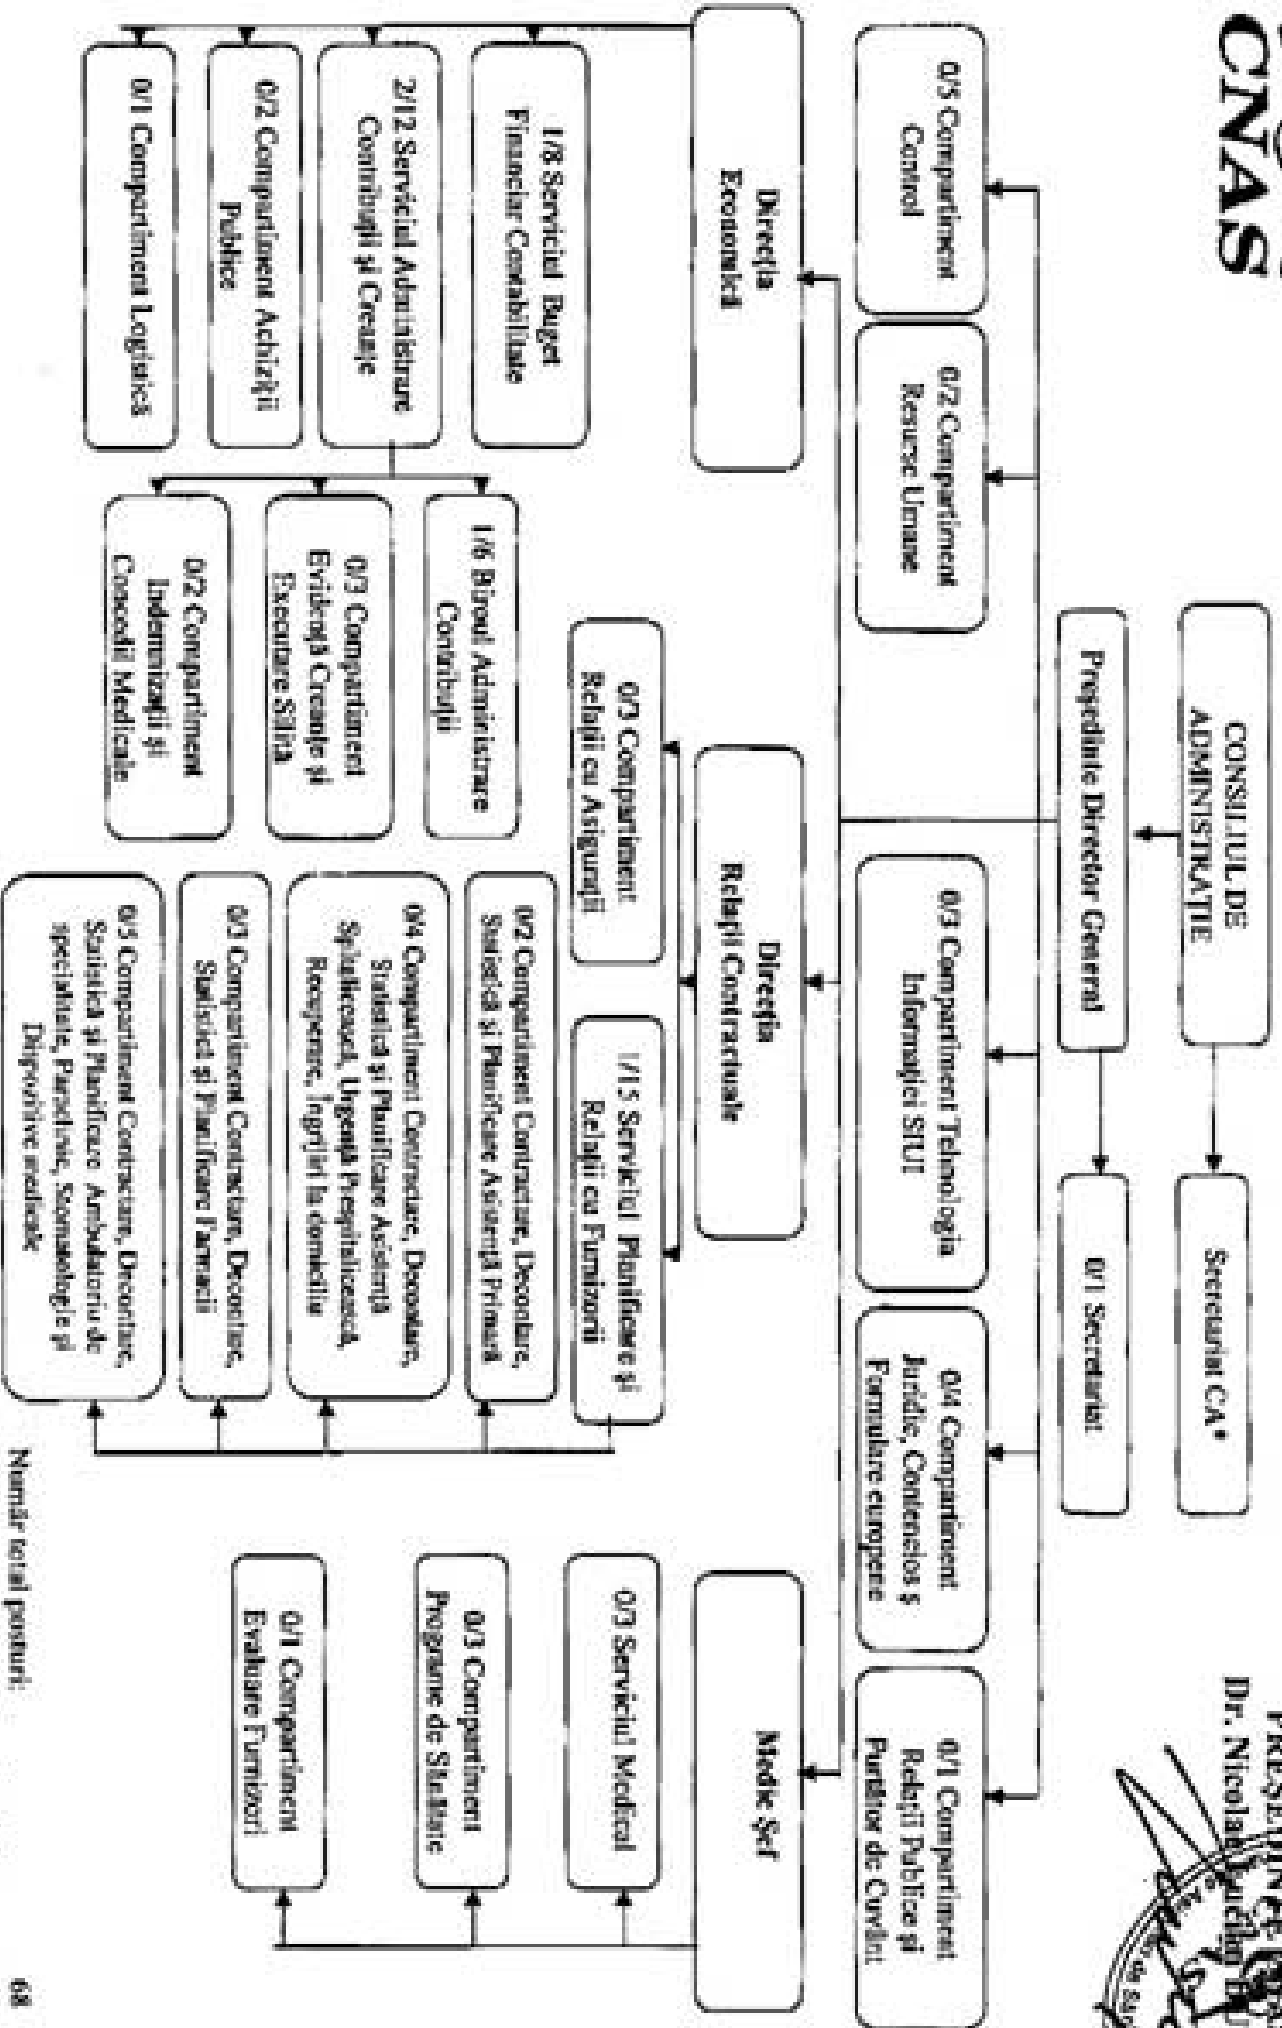 CNAS
PREȘEDINTE
Dr. Nicolae Lucian
CONSILIUL DE
ADMINISTRAȚIE
Secretariat CA*
Președinte Director General
0/1 Secretariat
0/5 Compartiment
Control
0/2 Compartiment
Resurse Umane
0/3 Compartiment Tehnologia
Informației SIUI
0/4 Compartiment
Juridic, Contencios ș
Formulare europene
0/1 Compartiment
Relații Publice și
Purtător de Cuvânt
Direcția
Economică
Direcția
Relații Contractuale
Medic Șef
1/8 Serviciul Buget
Financiar Contabilitate
2/12 Serviciul Administrare
Contribuții și Creanțe
0/2 Compartiment Achiziții
Publice
0/1 Compartiment Logistică
1/6 Biroul Administrare
Contribuții
0/3 Compartiment
Evidență Creanțe și
Executare Silită
0/2 Compartiment
Indemnizații și
Concedii Medicale
0/3 Compartiment
Relații cu Asigurații
1/15 Serviciul Planificare și
Relații cu Furnizorii
0/2 Compartiment Contractare, Decontare,
Statistică și Planificare Asistență Primară
0/4 Compartiment Contractare, Decontare,
Statistică și Planificare Asistență
Spitalicească, Urgență Prespitalicească,
Recuperare, Îngrijiri la domiciliu
0/3 Compartiment Contractare, Decontare,
Statistică și Planificare Farmacii
0/5 Compartiment Contractare, Decontare,
Statistică și Planificare Ambulatoriu de
specialitate, Paraclinic, Stomatologie și
Dispozitive medicale
0/3 Serviciul Medical
0/3 Compartiment
Programe de Sănătate
0/1 Compartiment
Evaluare Furnizori
Număr total posturi: 68